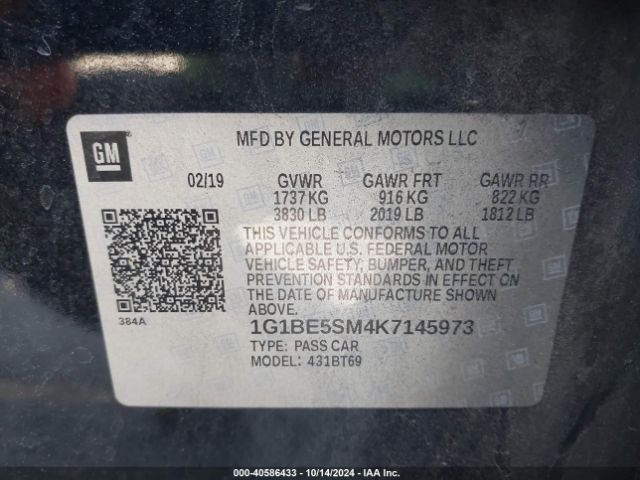 GM
MFD BY GENERAL MOTORS LLC
02/19 GVWR GAWR FRT GAWR RR
1737 KG 916 KG 822 KG
3830 LB 2019 LB 1812 LB
THIS VEHICLE CONFORMS TO ALL
APPLICABLE U.S. FEDERAL MOTOR
VEHICLE SAFETY, BUMPER, AND THEFT
PREVENTION STANDARDS IN EFFECT ON
THE DATE OF MANUFACTURE SHOWN
ABOVE.
384A
1G1BE5SM4K7145973
TYPE: PASS CAR
MODEL: 431BT69
000-40586433 - 10/14/2024 - IAAI.COM